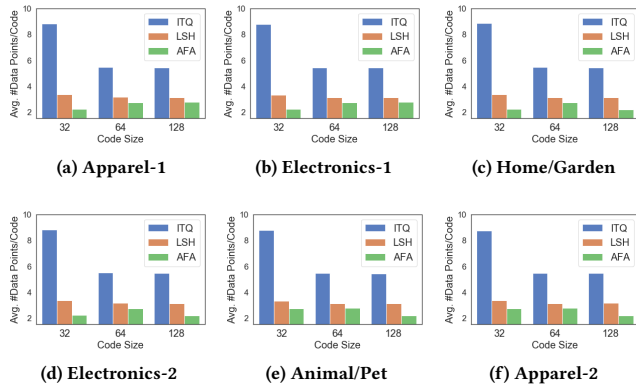 Avg. #Data Points/Code
10
8
6
4
2
32
64
128
Code Size
ITQ
LSH
AFA
(a) Apparel-1
Avg. #Data Points/Code
10
8
6
4
2
32
64
128
Code Size
ITQ
LSH
AFA
(b) Electronics-1
Avg. #Data Points/Code
10
8
6
4
2
32
64
128
Code Size
ITQ
LSH
AFA
(c) Home/Garden
Avg. #Data Points/Code
10
8
6
4
2
32
64
128
Code Size
ITQ
LSH
AFA
(d) Electronics-2
Avg. #Data Points/Code
10
8
6
4
2
32
64
128
Code Size
ITQ
LSH
AFA
(e) Animal/Pet
Avg. #Data Points/Code
10
8
6
4
2
32
64
128
Code Size
ITQ
LSH
AFA
(f) Apparel-2